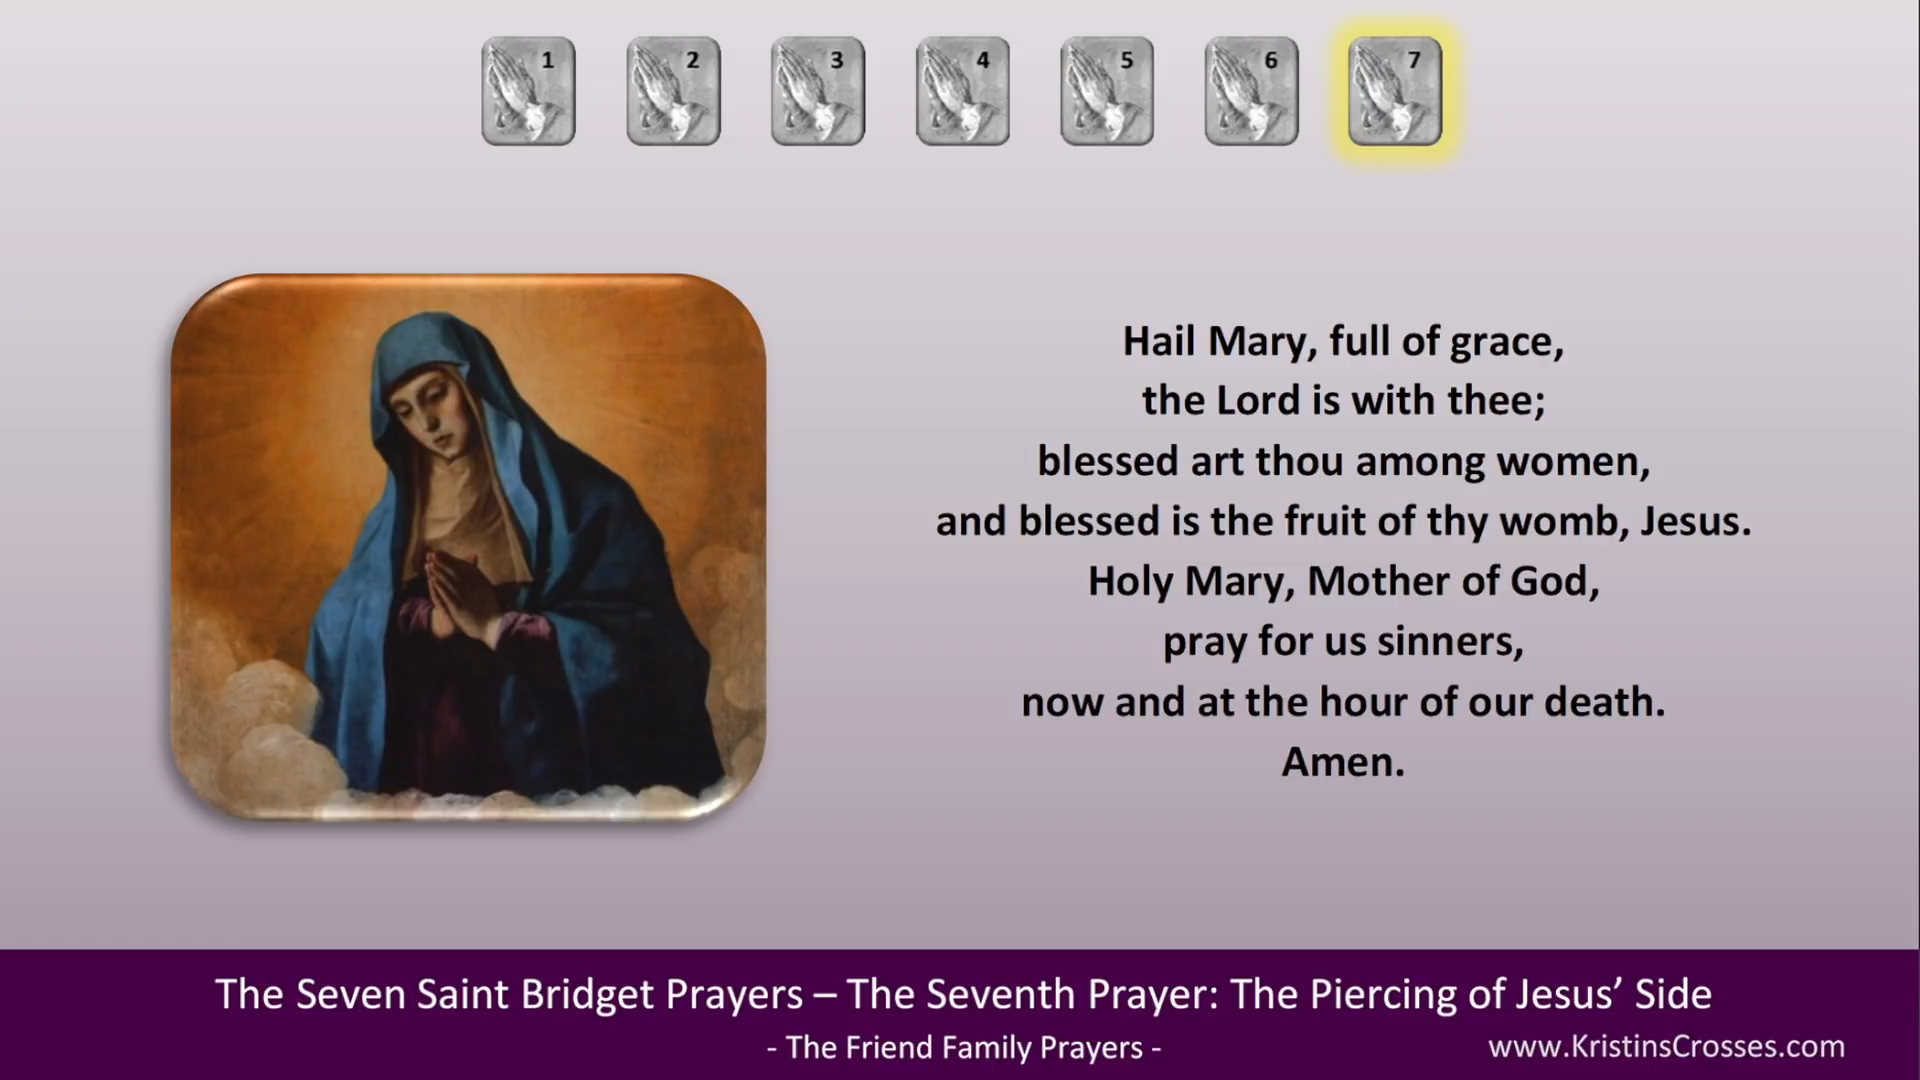 1 2 3 4 5 6 7
Hail Mary, full of grace,
the Lord is with thee;
blessed art thou among women,
and blessed is the fruit of thy womb, Jesus.
Holy Mary, Mother of God,
pray for us sinners,
now and at the hour of our death.
Amen.
The Seven Saint Bridget Prayers – The Seventh Prayer: The Piercing of Jesus’ Side
- The Friend Family Prayers -
www.KristinsCrosses.com